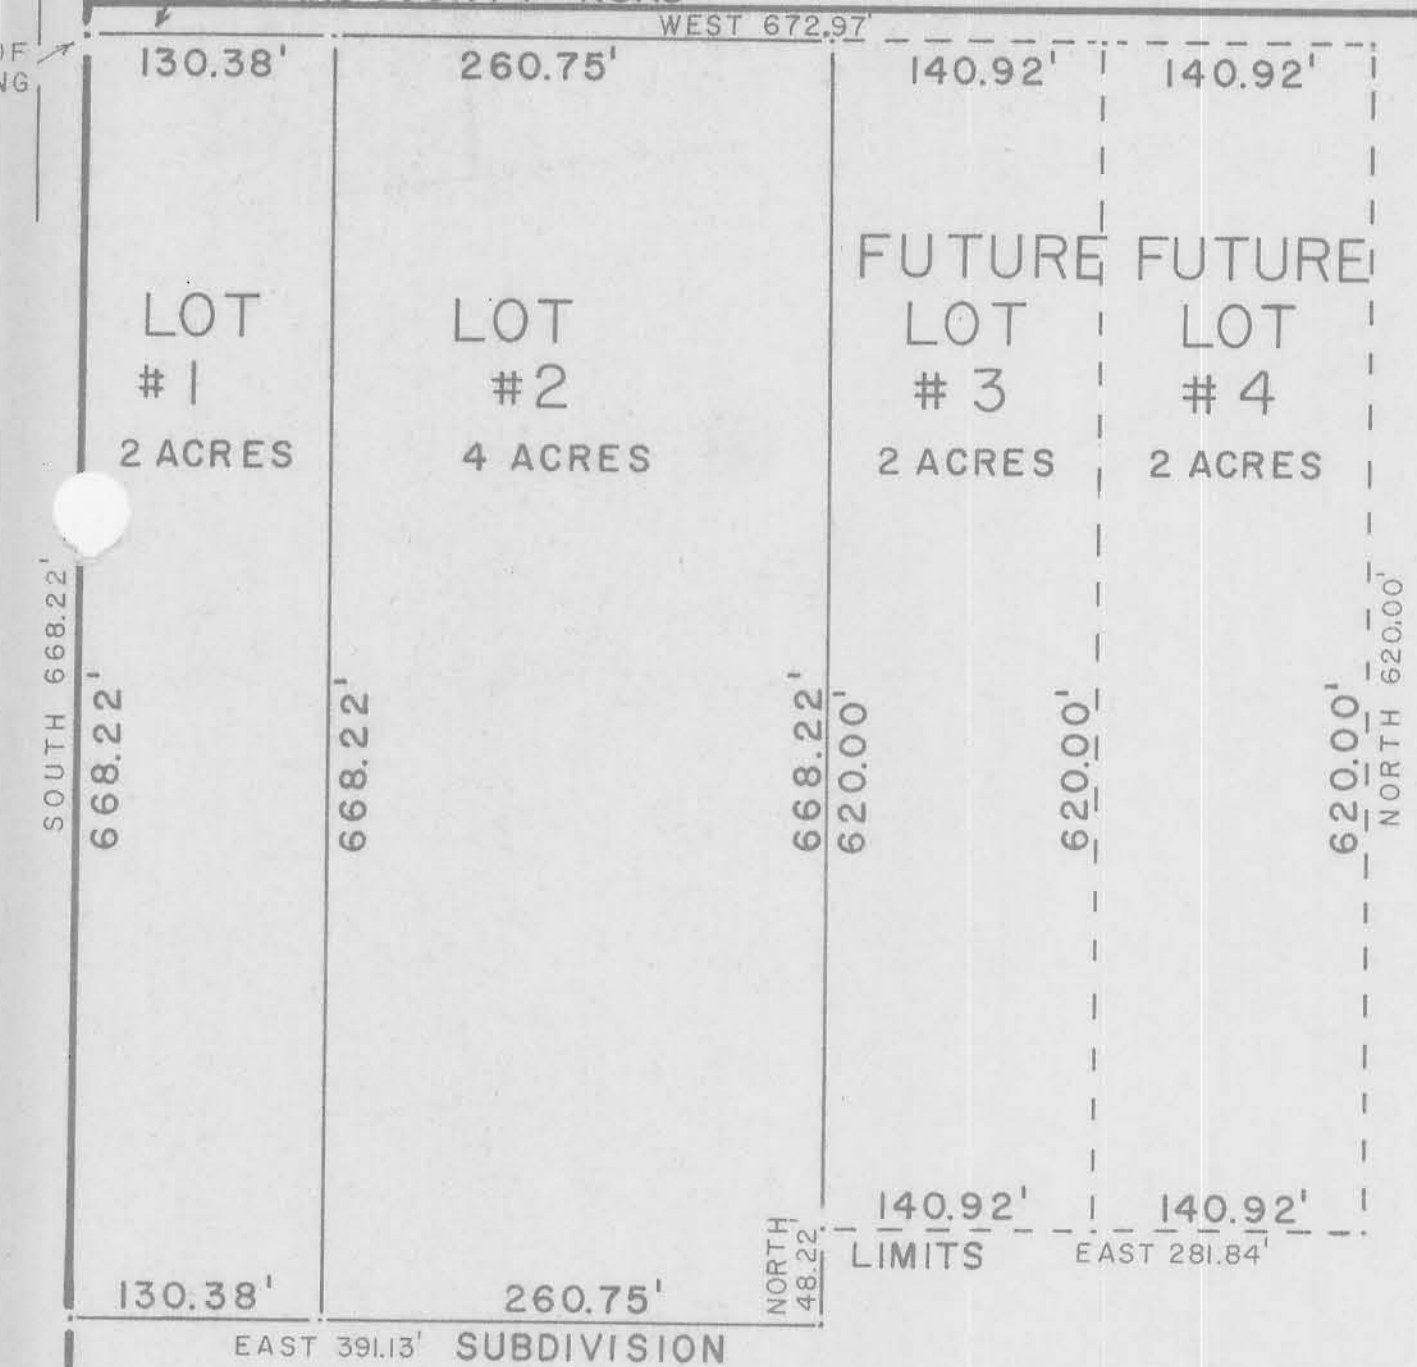 WEST 672.97'
OF
130.38'
260.75'
140.92'
140.92'
LOT
#1
2 ACRES
LOT
#2
4 ACRES
FUTURE
LOT
# 3
2 ACRES
FUTURE
LOT
# 4
2 ACRES
SOUTH 668.22'
668.22'
668.22'
668.22'
620.00'
620.00'
620.00'
NORTH 620.00'
140.92'
140.92'
NORTH
48.22'
LIMITS
EAST 281.84'
130.38'
260.75'
EAST 391.13'
SUBDIVISION